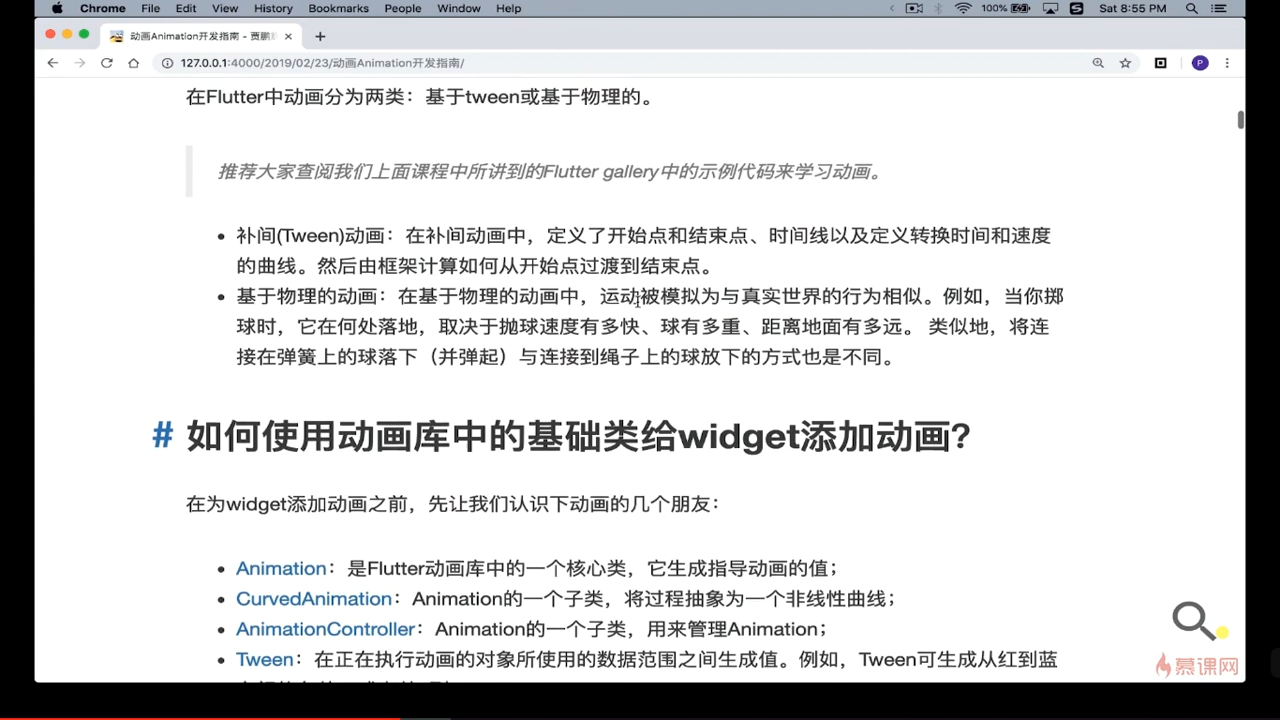 Chrome File Edit View History Bookmarks People Window Help 100% Sat 8:55 PM
动画Animation开发指南 - 贾鹏
127.0.0.1:4000/2019/02/23/动画Animation开发指南/
P
在Flutter中动画分为两类：基于tween或基于物理的。
推荐大家查阅我们上面课程中所讲到的Flutter gallery中的示例代码来学习动画。
• 补间(Tween)动画：在补间动画中，定义了开始点和结束点、时间线以及定义转换时间和速度
的曲线。然后由框架计算如何从开始点过渡到结束点。
• 基于物理的动画：在基于物理的动画中，运动被模拟为与真实世界的行为相似。例如，当你掷
球时，它在何处落地，取决于抛球速度有多快、球有多重、距离地面有多远。 类似地，将连
接在弹簧上的球落下（并弹起）与连接到绳子上的球放下的方式也是不同。
# 如何使用动画库中的基础类给widget添加动画?
在为widget添加动画之前，先让我们认识下动画的几个朋友：
• Animation：是Flutter动画库中的一个核心类，它生成指导动画的值；
• CurvedAnimation：Animation的一个子类，将过程抽象为一个非线性曲线；
• AnimationController：Animation的一个子类，用来管理Animation；
• Tween：在正在执行动画的对象所使用的数据范围之间生成值。例如，Tween可生成从红到蓝
慕课网